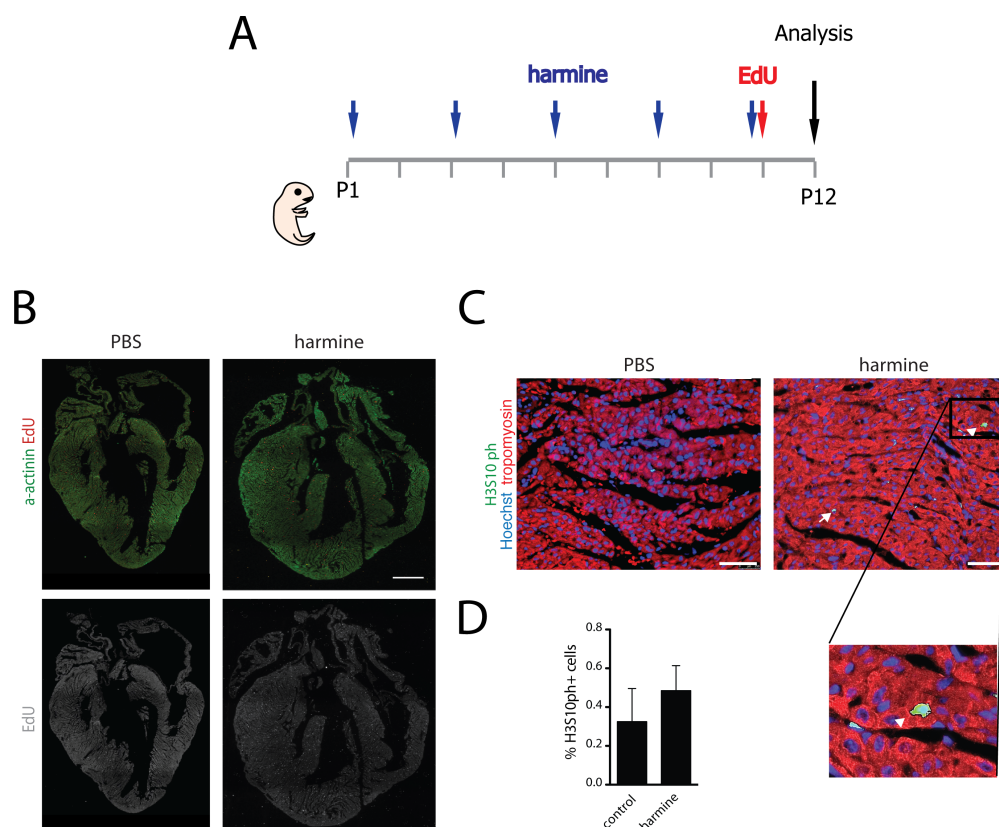 A
Analysis
harmine
EdU
P1
P12
B
PBS
harmine
a-actinin EdU
EdU
C
PBS
harmine
H3S10 ph
Hoechst tropomyosin
D
% H3S10ph+ cells
0.8
0.6
0.4
0.2
0.0
control
harmine